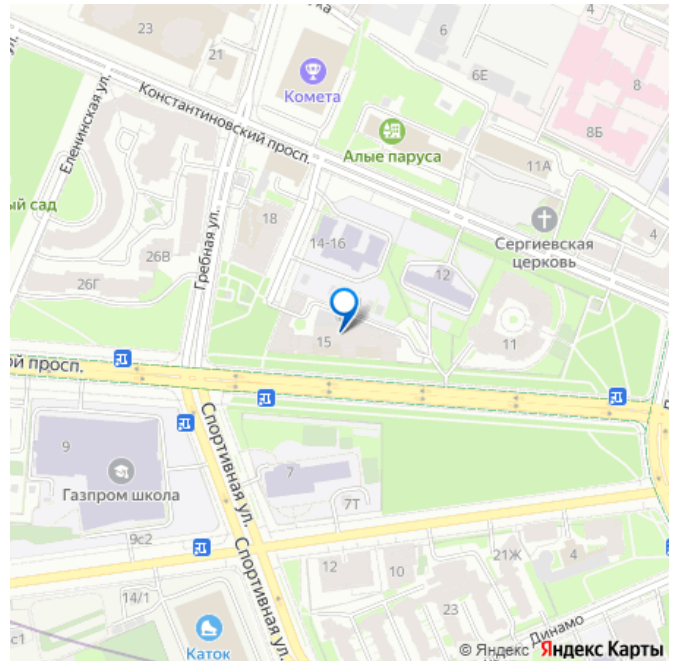 23
21
Комета
6
6Е
8
8Б
Еленинская ул.
Константиновский просп.
Алые паруса
11А
ый сад
18
14-16
Сергиевская
церковь
4
12
26В
26Г
Гребная ул.
15
11
ой просп.
9
Газпром школа
Спортивная ул.
7
7Т
9с2
Спортивная ул.
12
10
21Ж
4
14/1
23
Динамо
с1
Каток
© Яндекс Яндекс Карты